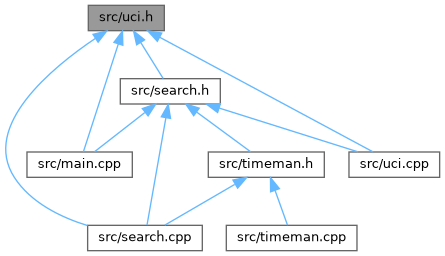 src/uci.h
src/search.h
src/main.cpp
src/timeman.h
src/uci.cpp
src/search.cpp
src/timeman.cpp